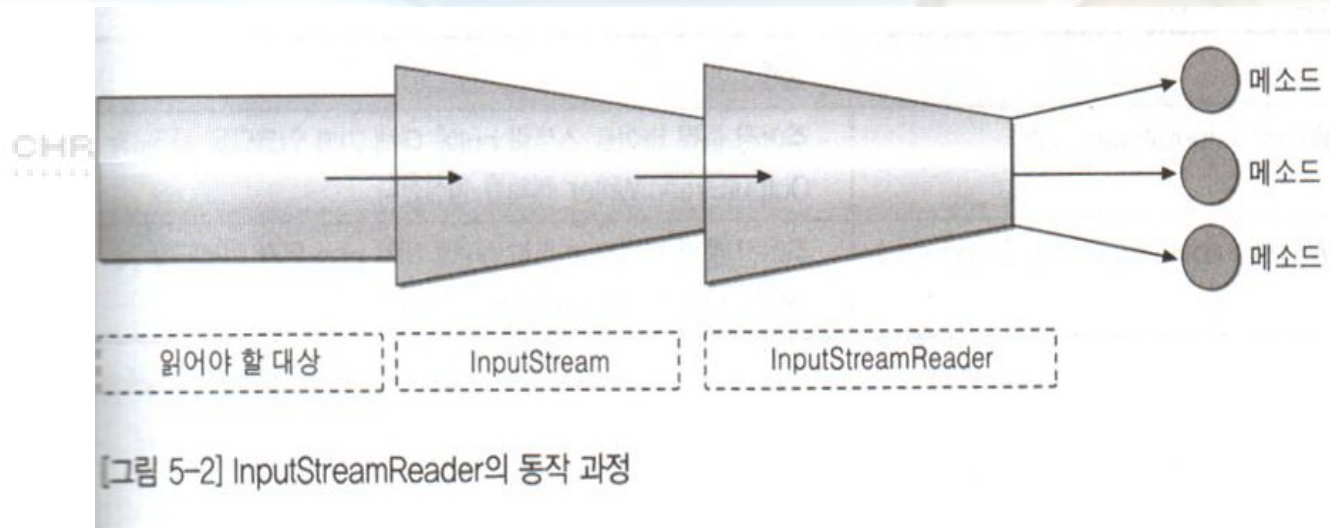 메소드
CHR
메소드
메소드
읽어야 할 대상
InputStream
InputStreamReader
[그림 5-2] InputStreamReader의 동작 과정